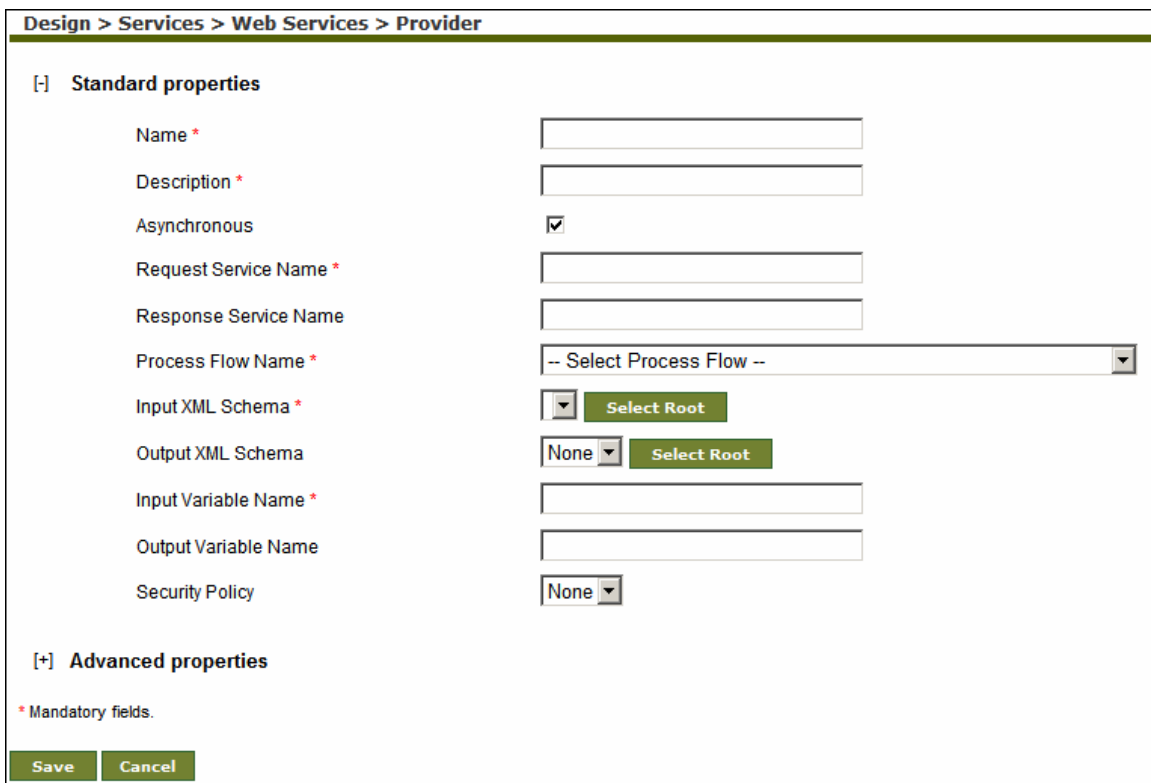 Design > Services > Web Services > Provider
[-] Standard properties
Name *
Description *
Asynchronous
Request Service Name *
Response Service Name
Process Flow Name * -- Select Process Flow --
Input XML Schema * Select Root
Output XML Schema None Select Root
Input Variable Name *
Output Variable Name
Security Policy None
[+] Advanced properties
* Mandatory fields.
Save Cancel